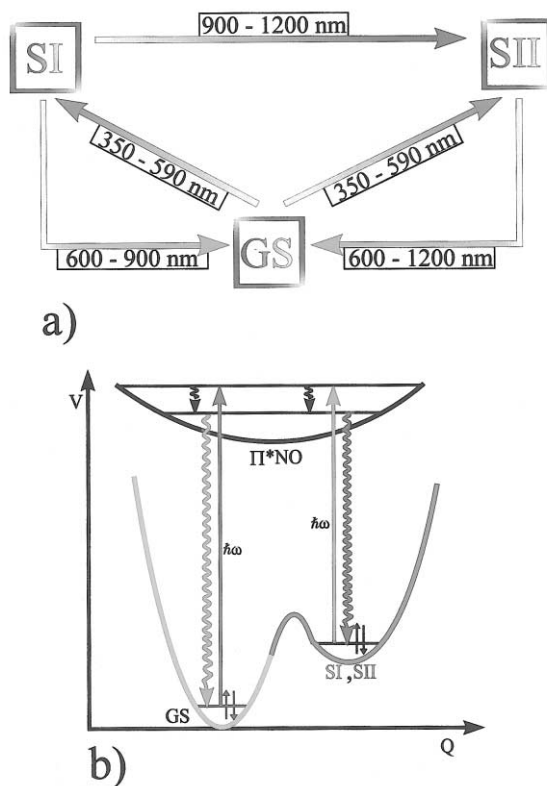 900 - 1200 nm
SI
SII
350 - 590 nm
350 - 590 nm
GS
600 - 900 nm
600 - 1200 nm
a)
V
Π*NO
ħω
ħω
SI ,SII
GS
Q
b)